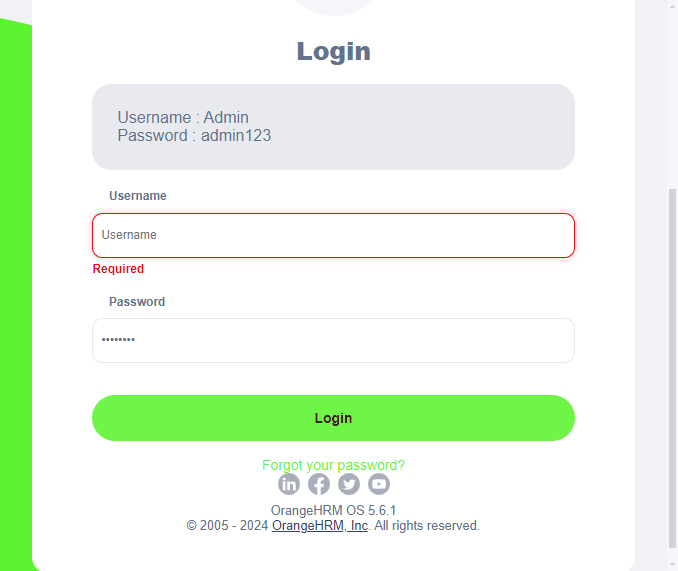 Login
Username : Admin
Password : admin123
Username
Username
Required
Password
••••••••
Login
Forgot your password?
OrangeHRM OS 5.6.1
© 2005 - 2024 OrangeHRM, Inc. All rights reserved.